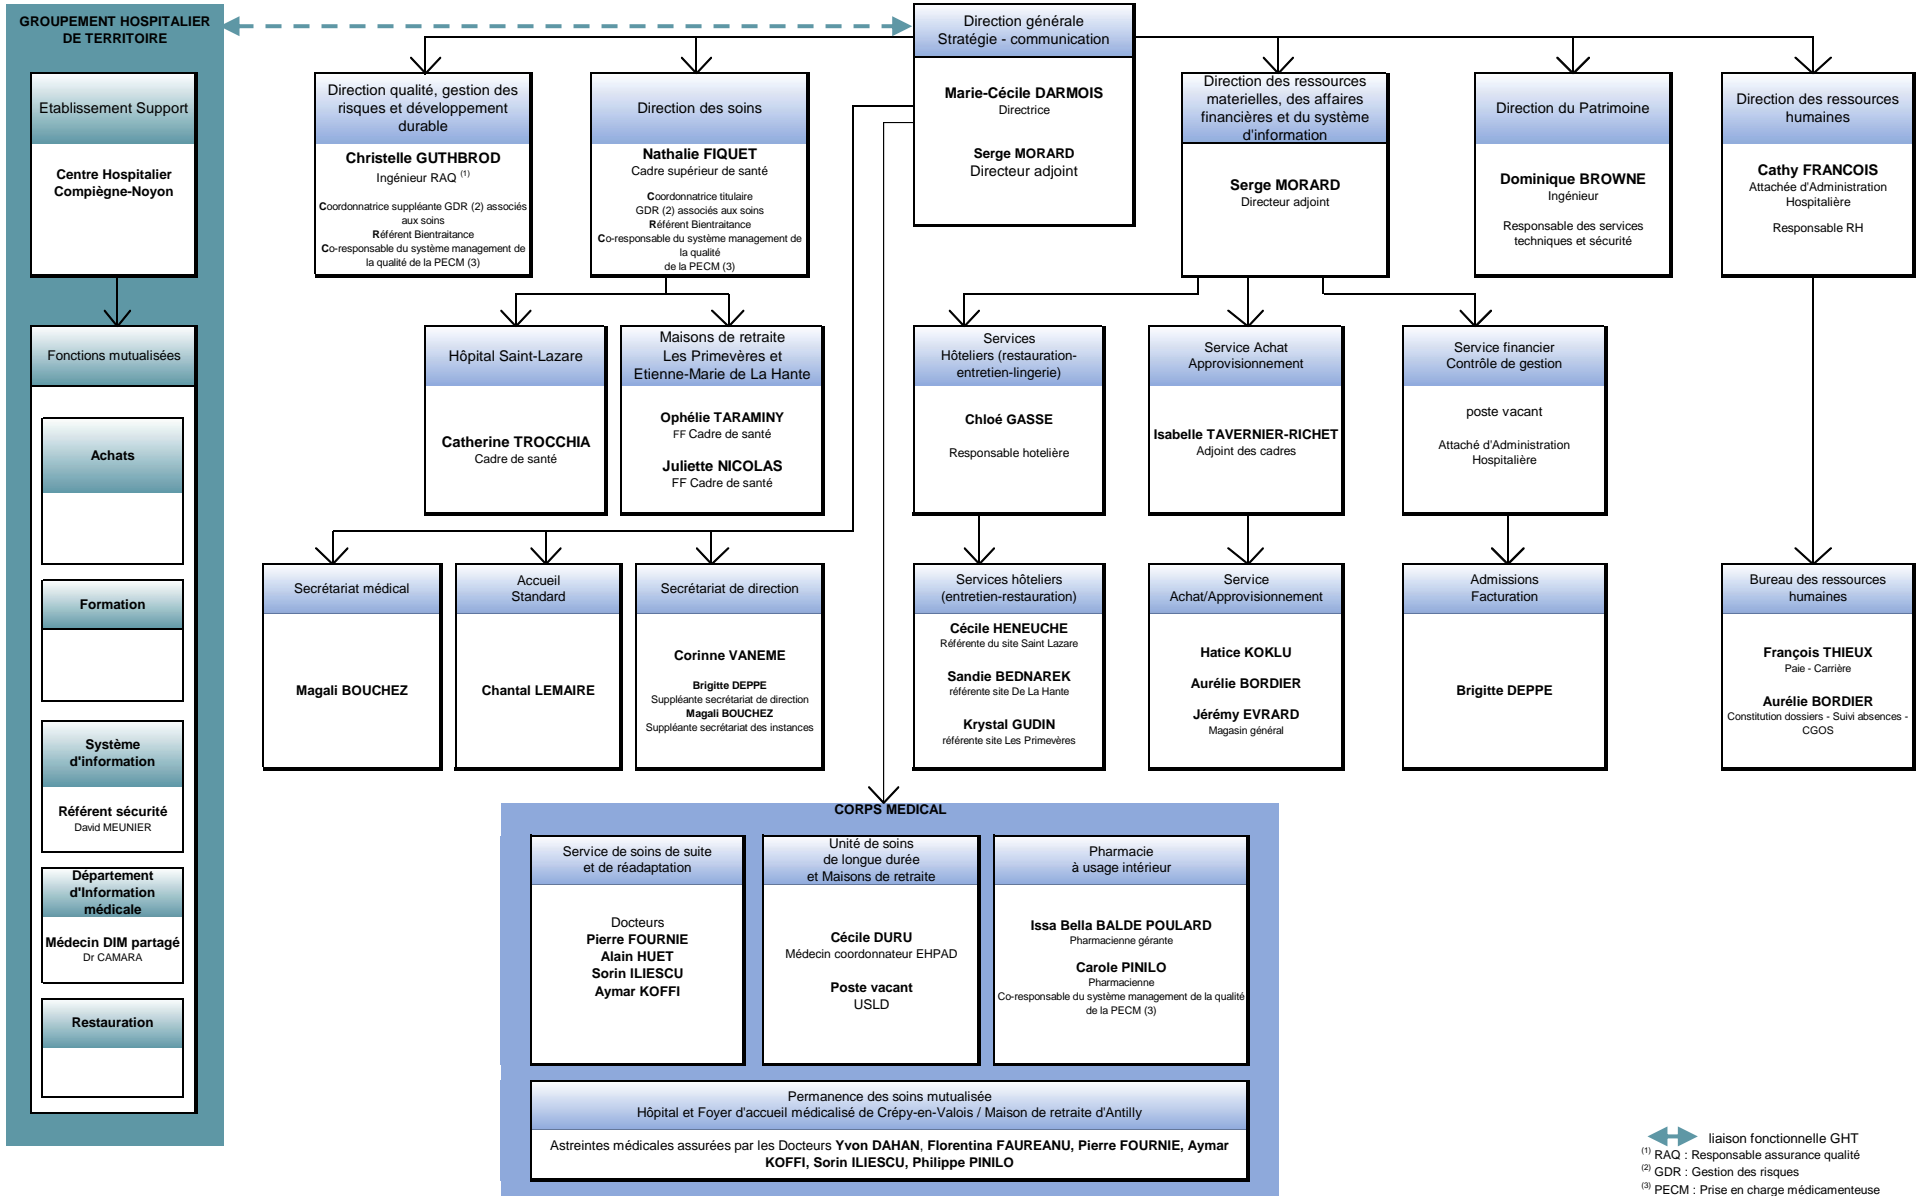 GROUPEMENT HOSPITALIER
DE TERRITOIRE
Etablissement Support
Centre Hospitalier
Compiègne-Noyon
Fonctions mutualisées
Achats
Formation
Système
d'information
Référent sécurité
David MEUNIER
Département
d'Information
médicale
Médecin DIM partagé
Dr CAMARA
Restauration
Direction générale
Stratégie - communication
Marie-Cécile DARMOIS
Directrice
Serge MORARD
Directeur adjoint
Direction qualité, gestion des
risques et développement
durable
Christelle GUTHBROD
Ingénieur RAQ (1)
Coordonnatrice suppléante GDR (2) associés
aux soins
Référent Bientraitance
Co-responsable du système management de
la qualité de la PECM (3)
Direction des soins
Nathalie FIQUET
Cadre supérieur de santé
Coordonnatrice titulaire
GDR (2) associés aux soins
Référent Bientraitance
Co-responsable du système management de
la qualité
de la PECM (3)
Direction des ressources
materielles, des affaires
financières et du système
d'information
Serge MORARD
Directeur adjoint
Direction du Patrimoine
Dominique BROWNE
Ingénieur
Responsable des services
techniques et sécurité
Direction des ressources
humaines
Cathy FRANCOIS
Attachée d'Administration
Hospitalière
Responsable RH
Hôpital Saint-Lazare
Catherine TROCCHIA
Cadre de santé
Maisons de retraite
Les Primevères et
Etienne-Marie de La Hante
Ophélie TARAMINY
FF Cadre de santé
Juliette NICOLAS
FF Cadre de santé
Services
Hôteliers (restauration-
entretien-lingerie)
Chloé GASSE
Responsable hotelière
Service Achat
Approvisionnement
Isabelle TAVERNIER-RICHET
Adjoint des cadres
Service financier
Contrôle de gestion
poste vacant
Attaché d'Administration
Hospitalière
Secrétariat médical
Magali BOUCHEZ
Accueil
Standard
Chantal LEMAIRE
Secrétariat de direction
Corinne VANEME
Brigitte DEPPE
Suppléante secrétariat de direction
Magali BOUCHEZ
Suppléante secrétariat des instances
Services hôteliers
(entretien-restauration)
Cécile HENEUCHE
Référente du site Saint Lazare
Sandie BEDNAREK
référente site De La Hante
Krystal GUDIN
référente site Les Primevères
Service
Achat/Approvisionnement
Hatice KOKLU
Aurélie BORDIER
Jérémy EVRARD
Magasin général
Admissions
Facturation
Brigitte DEPPE
Bureau des ressources
humaines
François THIEUX
Paie - Carrière
Aurélie BORDIER
Constitution dossiers - Suivi absences -
CGOS
CORPS MEDICAL
Service de soins de suite
et de réadaptation
Docteurs
Pierre FOURNIE
Alain HUET
Sorin ILIESCU
Aymar KOFFI
Unité de soins
de longue durée
et Maisons de retraite
Cécile DURU
Médecin coordonnateur EHPAD
Poste vacant
USLD
Pharmacie
à usage intérieur
Issa Bella BALDE POULARD
Pharmacienne gérante
Carole PINILO
Pharmacienne
Co-responsable du système management de la qualité
de la PECM (3)
Permanence des soins mutualisée
Hôpital et Foyer d'accueil médicalisé de Crépy-en-Valois / Maison de retraite d'Antilly
Astreintes médicales assurées par les Docteurs Yvon DAHAN, Florentina FAUREANU, Pierre FOURNIE, Aymar
KOFFI, Sorin ILIESCU, Philippe PINILO
liaison fonctionnelle GHT
(1) RAQ : Responsable assurance qualité
(2) GDR : Gestion des risques
(3) PECM : Prise en charge médicamenteuse